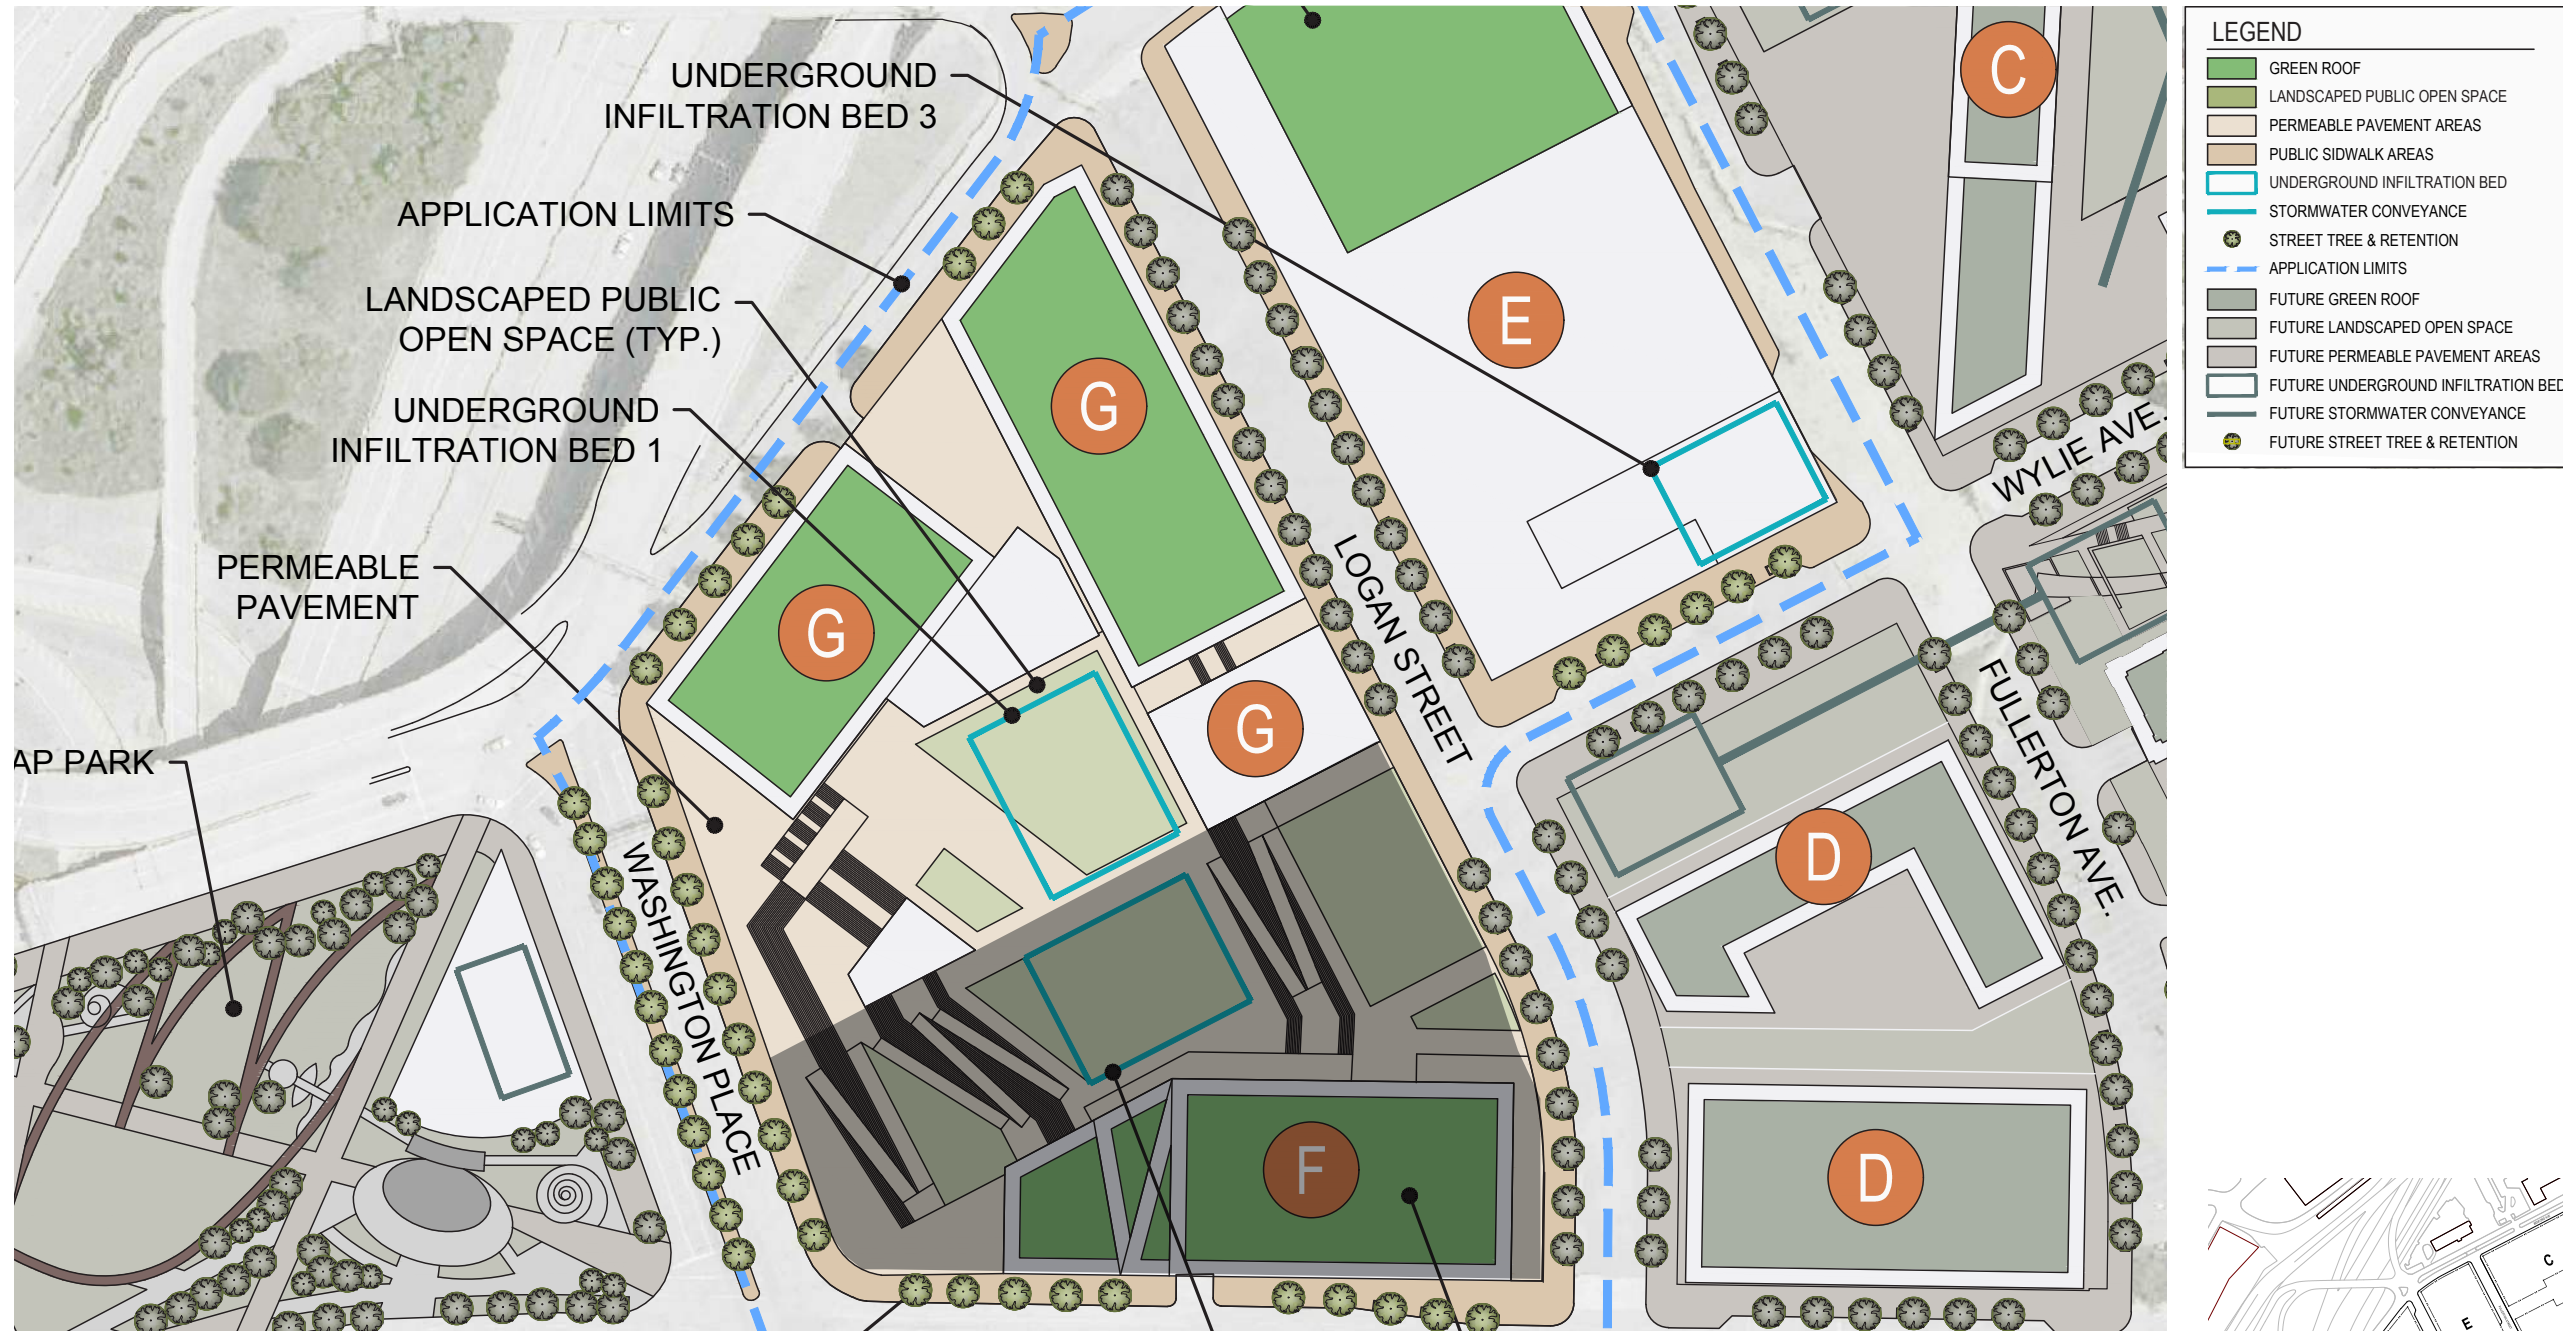 UNDERGROUND
INFILTRATION BED 3
APPLICATION LIMITS
LANDSCAPED PUBLIC
OPEN SPACE (TYP.)
UNDERGROUND
INFILTRATION BED 1
PERMEABLE
PAVEMENT
AP PARK
C
E
G
G
G
D
F
D
LOGAN STREET
WASHINGTON PLACE
WYLIE AVE.
FULLERTON AVE.
LEGEND
GREEN ROOF
LANDSCAPED PUBLIC OPEN SPACE
PERMEABLE PAVEMENT AREAS
PUBLIC SIDWALK AREAS
UNDERGROUND INFILTRATION BED
STORMWATER CONVEYANCE
STREET TREE & RETENTION
APPLICATION LIMITS
FUTURE GREEN ROOF
FUTURE LANDSCAPED OPEN SPACE
FUTURE PERMEABLE PAVEMENT AREAS
FUTURE UNDERGROUND INFILTRATION BED
FUTURE STORMWATER CONVEYANCE
FUTURE STREET TREE & RETENTION
C
E